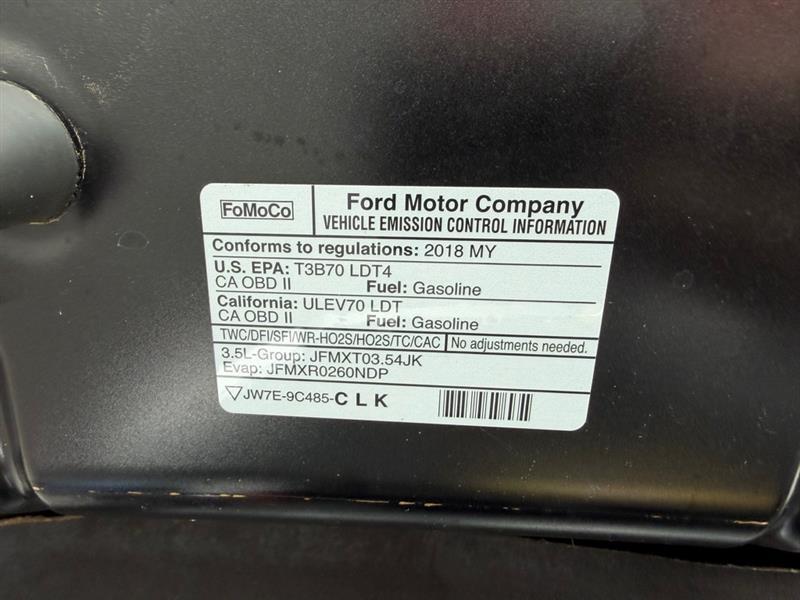 FoMoCo
Ford Motor Company
VEHICLE EMISSION CONTROL INFORMATION
Conforms to regulations: 2018 MY
U.S. EPA: T3B70 LDT4
CA OBD II Fuel: Gasoline
California: ULEV70 LDT
CA OBD II Fuel: Gasoline
TWC/DFI/SFI/WR-HO2S/HO2S/TC/CAC No adjustments needed.
3.5L-Group: JFMXT03.54JK
Evap: JFMXR0260NDP
JW7E-9C485-CLK